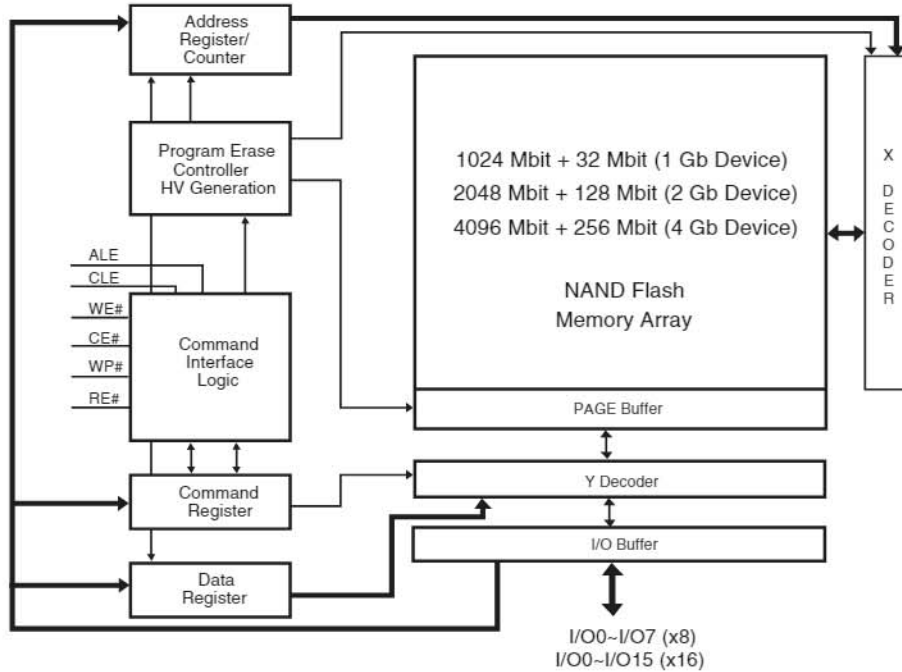 Address
Register/
Counter
Program Erase
Controller
HV Generation
ALE
CLE
WE#
CE#
WP#
RE#
Command
Interface
Logic
Command
Register
Data
Register
1024 Mbit + 32 Mbit (1 Gb Device)
2048 Mbit + 128 Mbit (2 Gb Device)
4096 Mbit + 256 Mbit (4 Gb Device)
NAND Flash
Memory Array
PAGE Buffer
Y Decoder
I/O Buffer
I/O0~I/O7 (x8)
I/O0~I/O15 (x16)
X DECODER